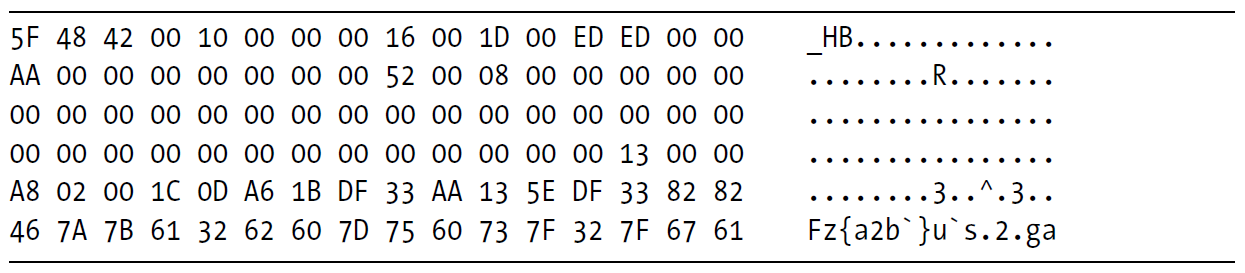 5F 48 42 00 10 00 00 00 16 00 1D 00 ED ED 00 00 _HB.............
AA 00 00 00 00 00 00 00 52 00 08 00 00 00 00 00 ........R.......
00 00 00 00 00 00 00 00 00 00 00 00 00 00 00 00 ................
00 00 00 00 00 00 00 00 00 00 00 00 00 13 00 00 ................
A8 02 00 1C 0D A6 1B DF 33 AA 13 5E DF 33 82 82 ........3..^.3..
46 7A 7B 61 32 62 60 7D 75 60 73 7F 32 7F 67 61 Fz{a2b`}u`s.2.ga